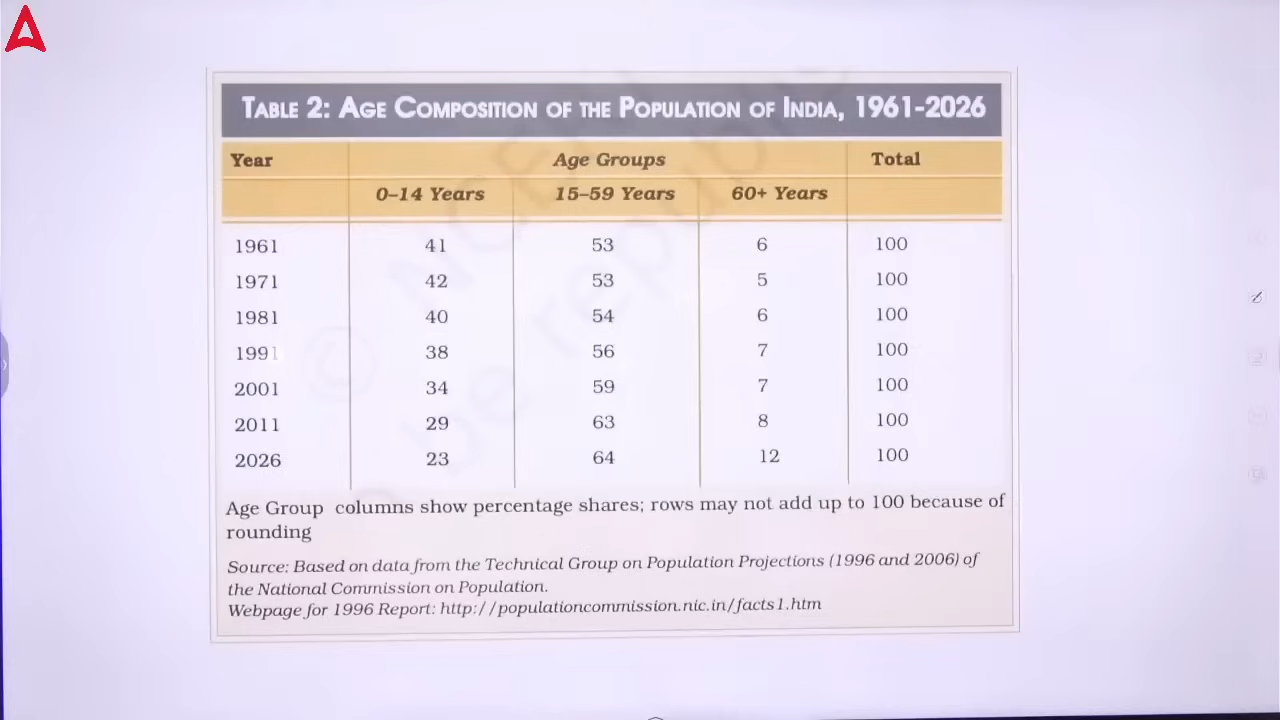 TABLE 2: AGE COMPOSITION OF THE POPULATION OF INDIA, 1961-2026
Year Age Groups Total
0–14 Years 15–59 Years 60+ Years
1961 41 53 6 100
1971 42 53 5 100
1981 40 54 6 100
1991 38 56 7 100
2001 34 59 7 100
2011 29 63 8 100
2026 23 64 12 100
Age Group columns show percentage shares; rows may not add up to 100 because of
rounding
Source: Based on data from the Technical Group on Population Projections (1996 and 2006) of
the National Commission on Population.
Webpage for 1996 Report: http://populationcommission.nic.in/facts1.htm